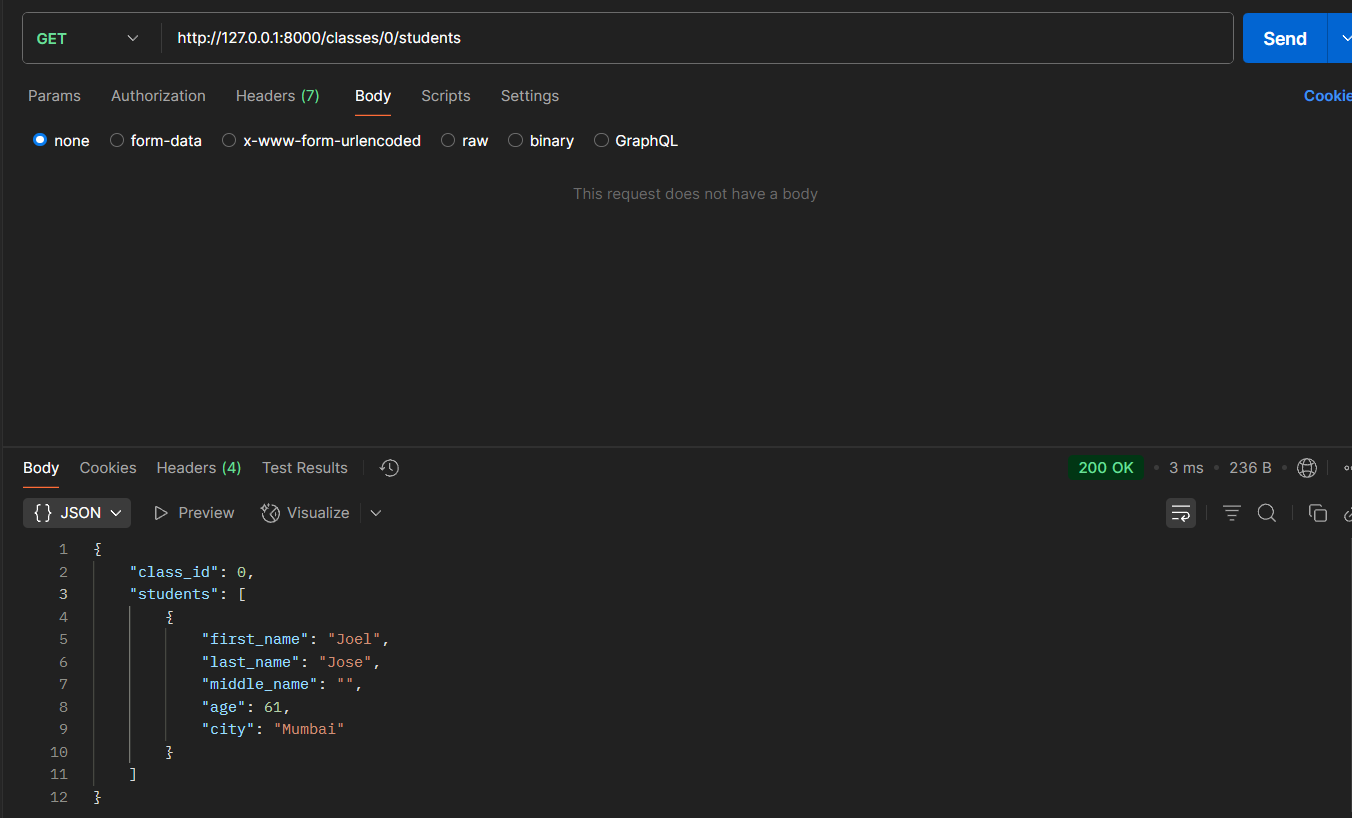 GET http://127.0.0.1:8000/classes/0/students Send
Params Authorization Headers (7) Body Scripts Settings Cookie
none form-data x-www-form-urlencoded raw binary GraphQL
This request does not have a body
Body Cookies Headers (4) Test Results 200 OK • 3 ms • 236 B •
{} JSON Preview Visualize
1 {
2 "class_id": 0,
3 "students": [
4 {
5 "first_name": "Joel",
6 "last_name": "Jose",
7 "middle_name": "",
8 "age": 61,
9 "city": "Mumbai"
10 }
11 ]
12 }